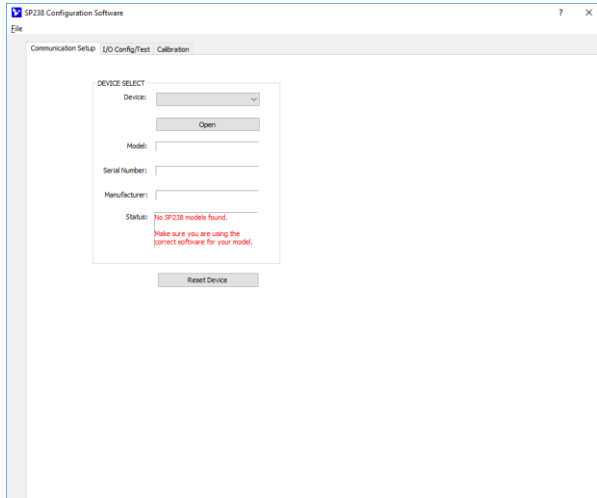 SP238 Configuration Software
?
File
Communication Setup I/O Config/Test Calibration
DEVICE SELECT
Device:
Open
Model:
Serial Number:
Manufacturer:
Status: No SP238 models found.
Make sure you are using the
correct software for your model.
Reset Device